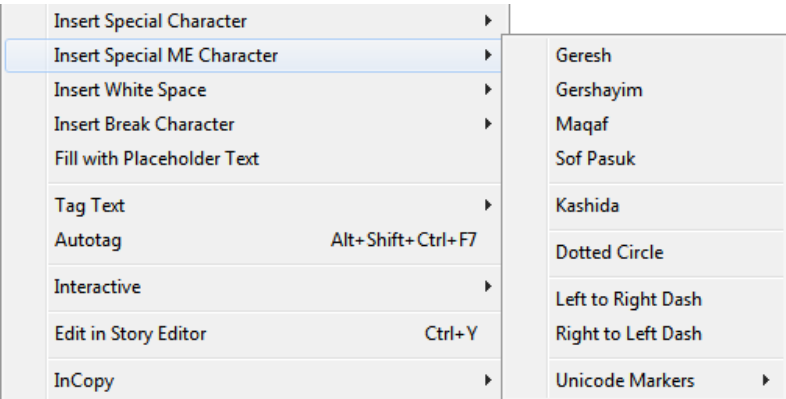 Insert Special Character
Insert Special ME Character
Insert White Space
Insert Break Character
Fill with Placeholder Text
Tag Text
Autotag Alt+Shift+Ctrl+F7
Interactive
Edit in Story Editor Ctrl+Y
InCopy
Geresh
Gershayim
Maqaf
Sof Pasuk
Kashida
Dotted Circle
Left to Right Dash
Right to Left Dash
Unicode Markers